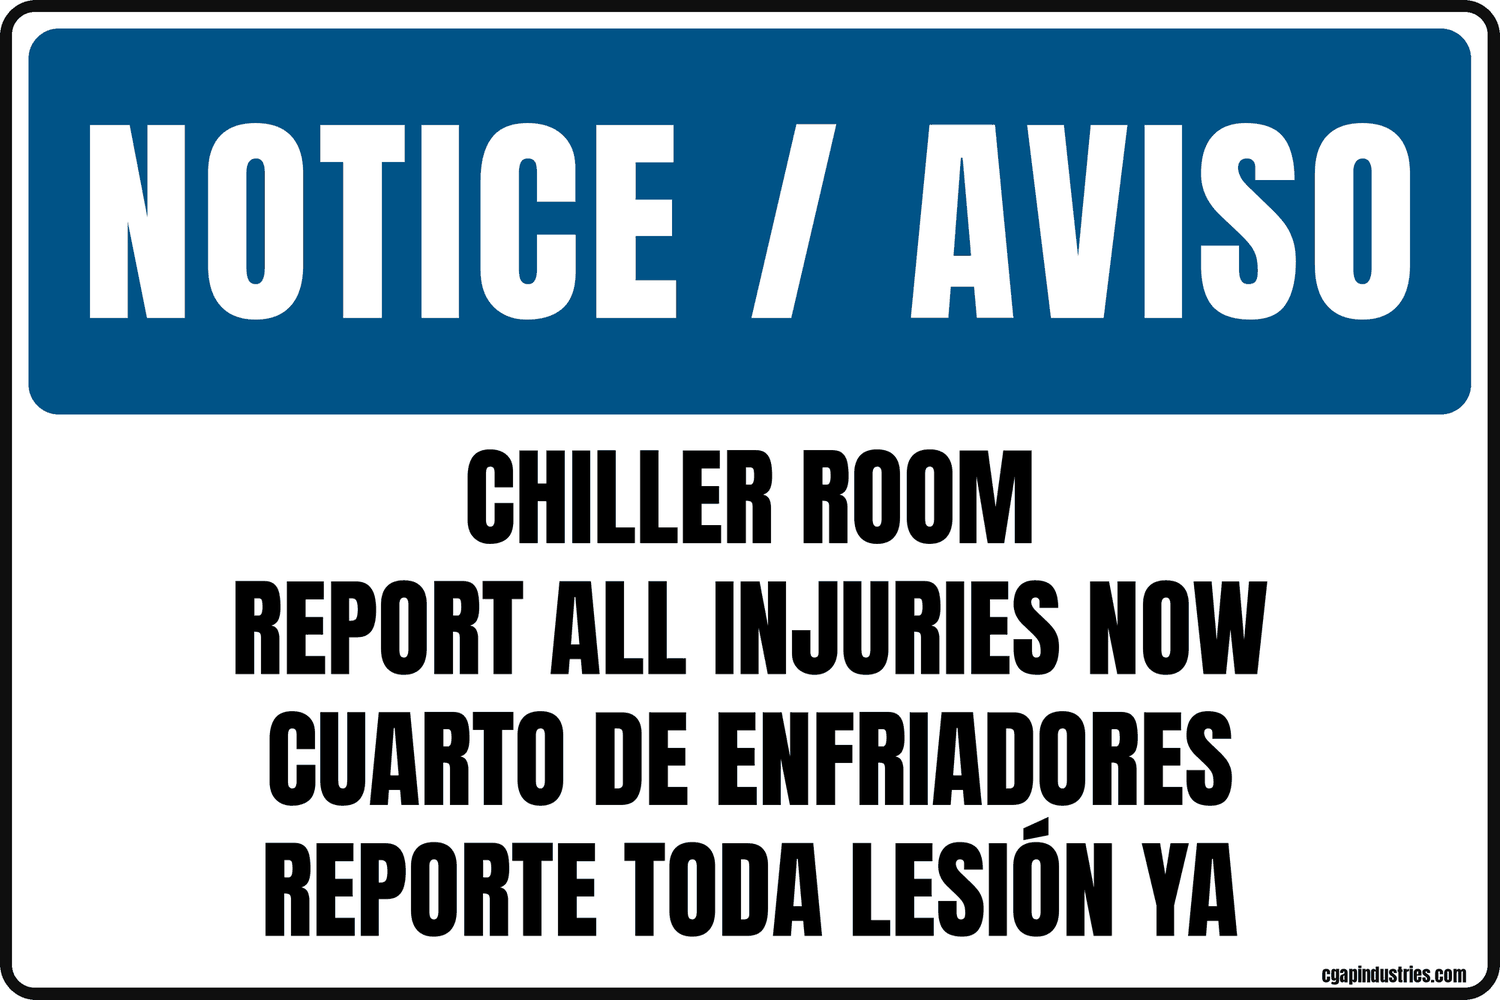 NOTICE / AVISO
CHILLER ROOM
REPORT ALL INJURIES NOW
CUARTO DE ENFRIADORES
REPORTE TODA LESIÓN YA
cgapindustries.com